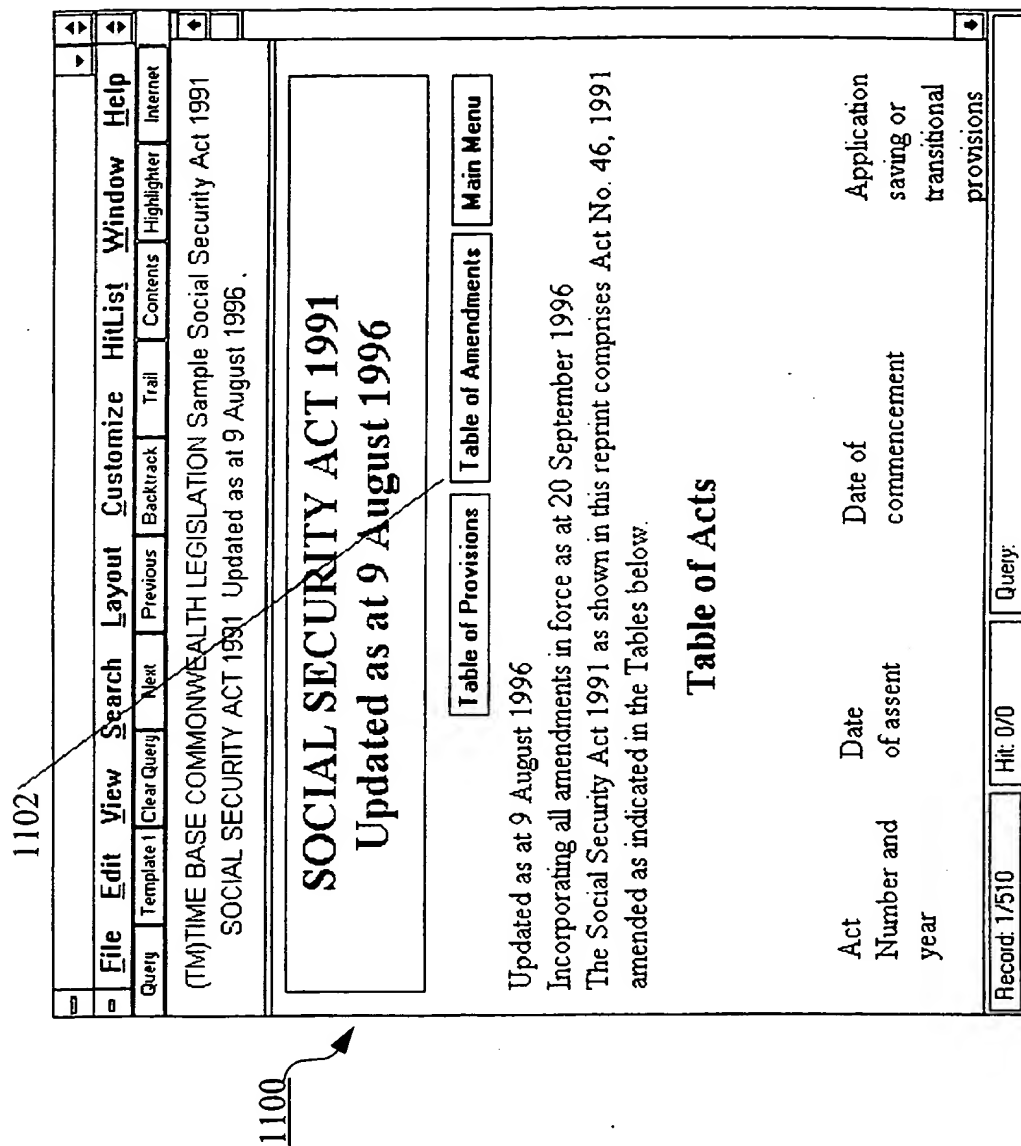 1102
1100
File Edit View Search Layout Customize HitList Window Help
Query Template 1 Clear Query Next Previous Backtrack Trail Contents Highlighter Internet
(TM)TIME BASE COMMONWEALTH LEGISLATION Sample Social Security Act 1991
SOCIAL SECURITY ACT 1991 Updated as at 9 August 1996 .
SOCIAL SECURITY ACT 1991
Updated as at 9 August 1996
Table of Provisions Table of Amendments Main Menu
Updated as at 9 August 1996
Incorporating all amendments in force as at 20 September 1996
The Social Security Act 1991 as shown in this reprint comprises Act No. 46, 1991
amended as indicated in the Tables below.
Table of Acts
Act Date Date of Application
Number and of assent commencement saving or
year transitional
provisions
Record: 1/510 Hit: 0/0 Query: